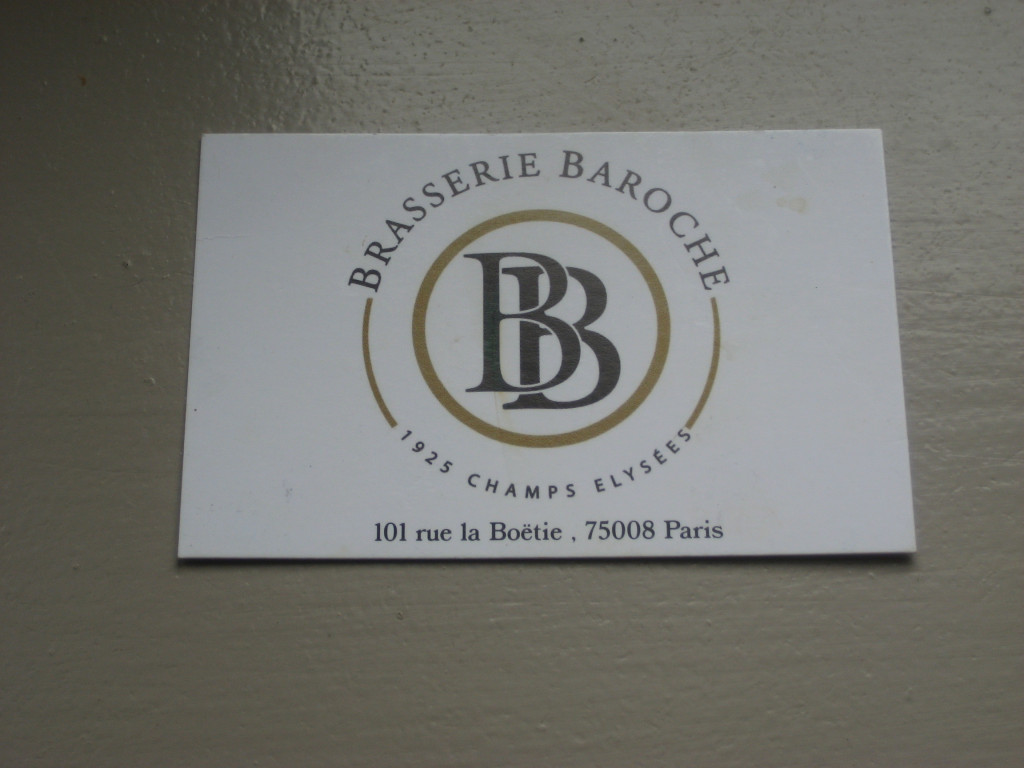 BRASSERIE BAROCHE
BB
1925 CHAMPS ELYSÉES
101 rue la Boëtie , 75008 Paris